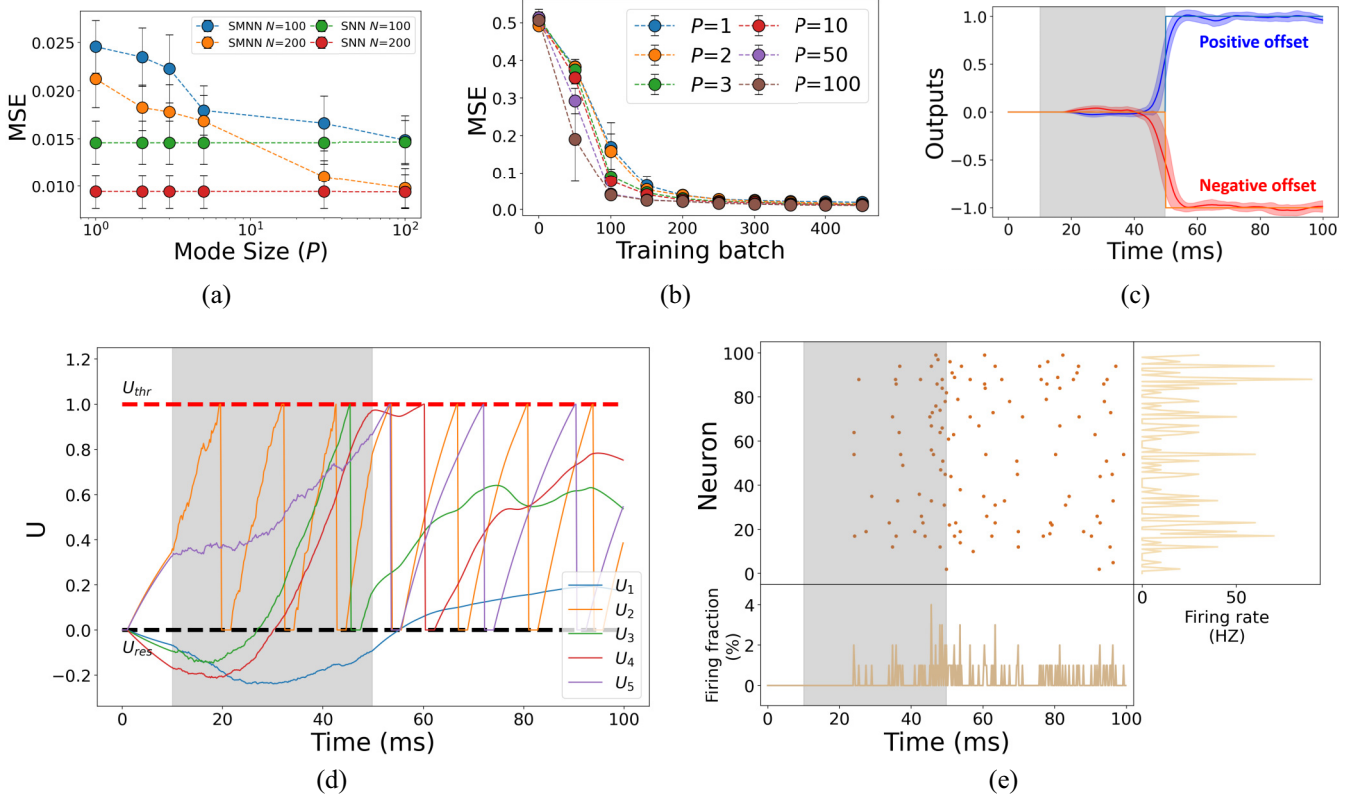 SMNN N=100
SMNN N=200
SNN N=100
SNN N=200
0.025
0.020
0.015
0.010
MSE
10⁰
10¹
10²
Mode Size (P)
(a)
P=1
P=2
P=3
P=10
P=50
P=100
0.5
0.4
0.3
0.2
0.1
0.0
MSE
0
100
200
300
400
Training batch
(b)
Positive offset
Negative offset
1.0
0.5
0.0
−0.5
−1.0
Outputs
0
20
40
60
80
100
Time (ms)
(c)
1.2
1.0
0.8
0.6
0.4
0.2
0.0
−0.2
U
U_thr
U_res
U_1
U_2
U_3
U_4
U_5
0
20
40
60
80
100
Time (ms)
(d)
100
80
60
40
20
0
Neuron
0
50
Firing rate
(HZ)
4
2
0
Firing fraction
(%)
0
20
40
60
80
100
Time (ms)
(e)